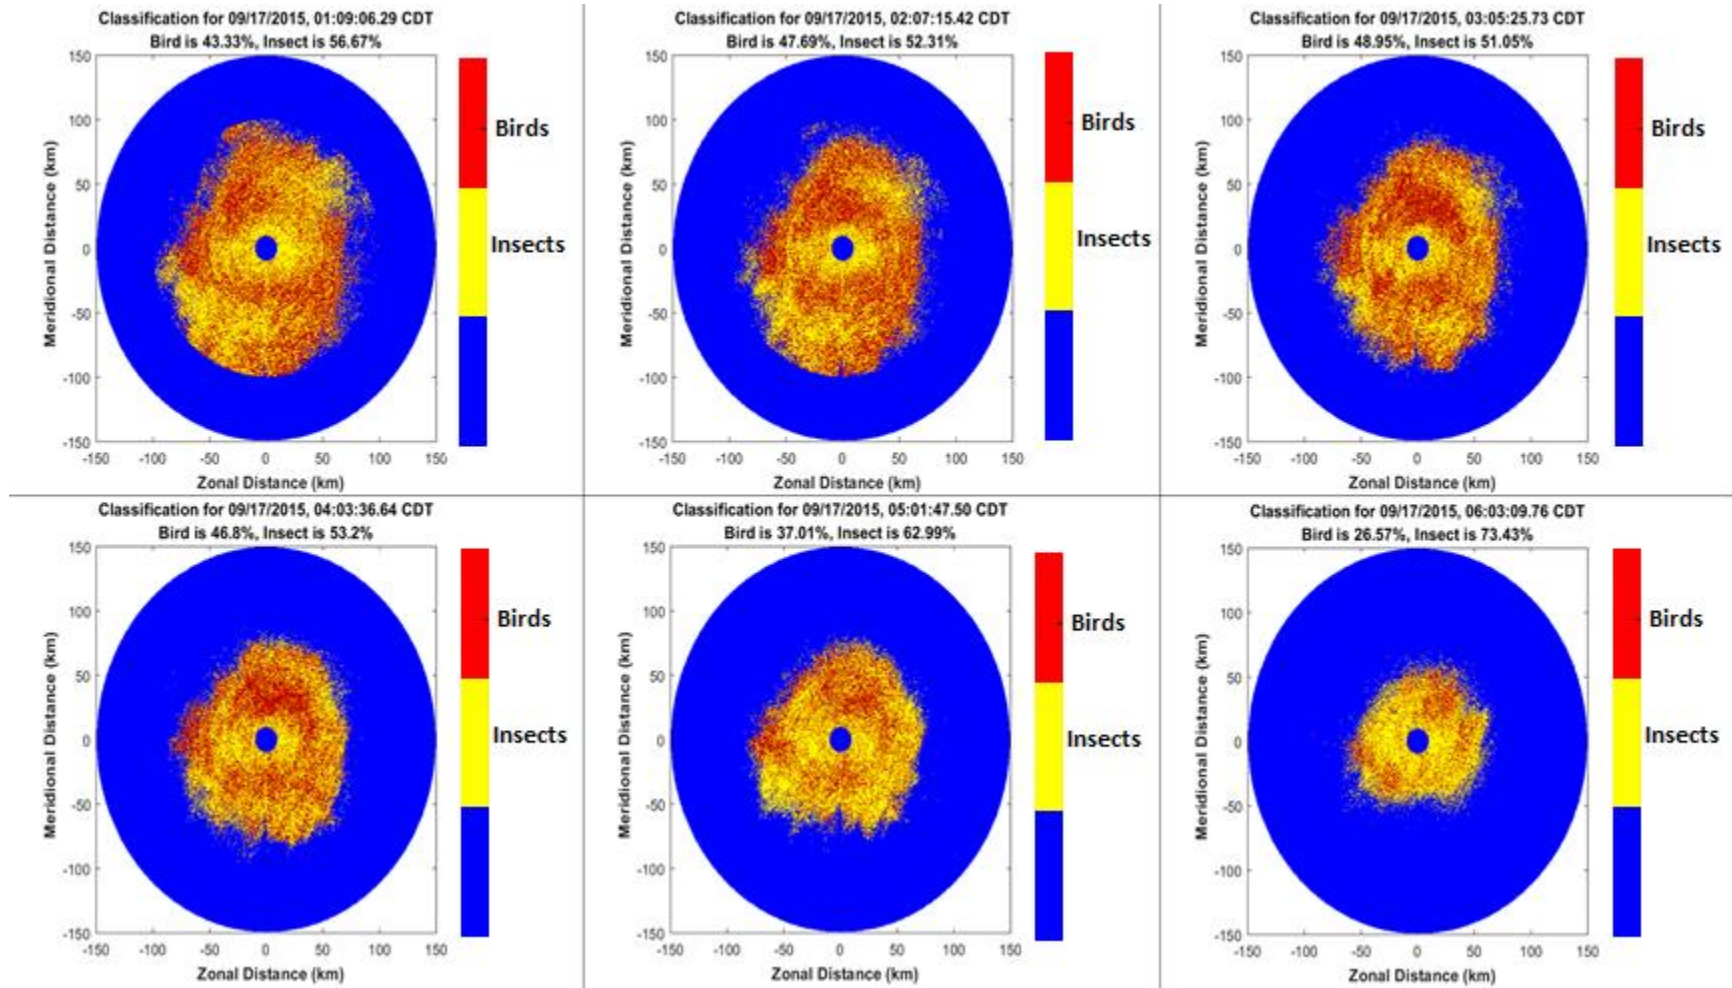 Classification for 09/17/2015, 01:09:06.29 CDT
Bird is 43.33%, Insect is 56.67%
150
100
50
0
-50
-100
-150
Meridional Distance (km)
-150 -100 -50 0 50 100 150
Zonal Distance (km)
Birds
Insects
Classification for 09/17/2015, 02:07:15.42 CDT
Bird is 47.69%, Insect is 52.31%
150
100
50
0
-50
-100
-150
Meridional Distance (km)
-150 -100 -50 0 50 100 150
Zonal Distance (km)
Birds
Insects
Classification for 09/17/2015, 03:05:25.73 CDT
Bird is 48.95%, Insect is 51.05%
150
100
50
0
-50
-100
-150
Meridional Distance (km)
-150 -100 -50 0 50 100 150
Zonal Distance (km)
Birds
Insects
Classification for 09/17/2015, 04:03:36.64 CDT
Bird is 46.8%, Insect is 53.2%
150
100
50
0
-50
-100
-150
Meridional Distance (km)
-150 -100 -50 0 50 100 150
Zonal Distance (km)
Birds
Insects
Classification for 09/17/2015, 05:01:47.50 CDT
Bird is 37.01%, Insect is 62.99%
150
100
50
0
-50
-100
-150
Meridional Distance (km)
-150 -100 -50 0 50 100 150
Zonal Distance (km)
Birds
Insects
Classification for 09/17/2015, 06:03:09.76 CDT
Bird is 26.57%, Insect is 73.43%
150
100
50
0
-50
-100
-150
Meridional Distance (km)
-150 -100 -50 0 50 100 150
Zonal Distance (km)
Birds
Insects